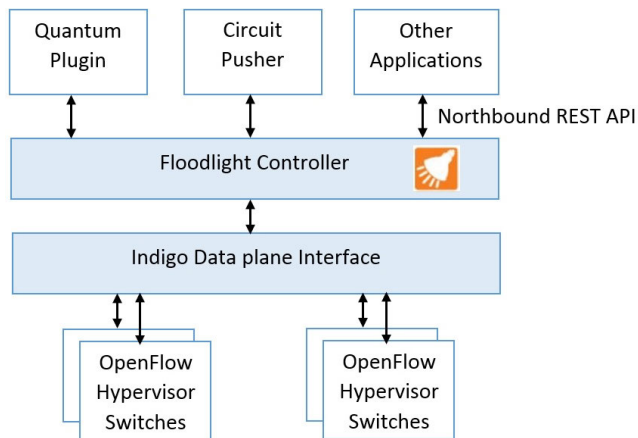 Quantum
Plugin
Circuit
Pusher
Other
Applications
Northbound REST API
Floodlight Controller
Indigo Data plane Interface
OpenFlow
Hypervisor
Switches
OpenFlow
Hypervisor
Switches